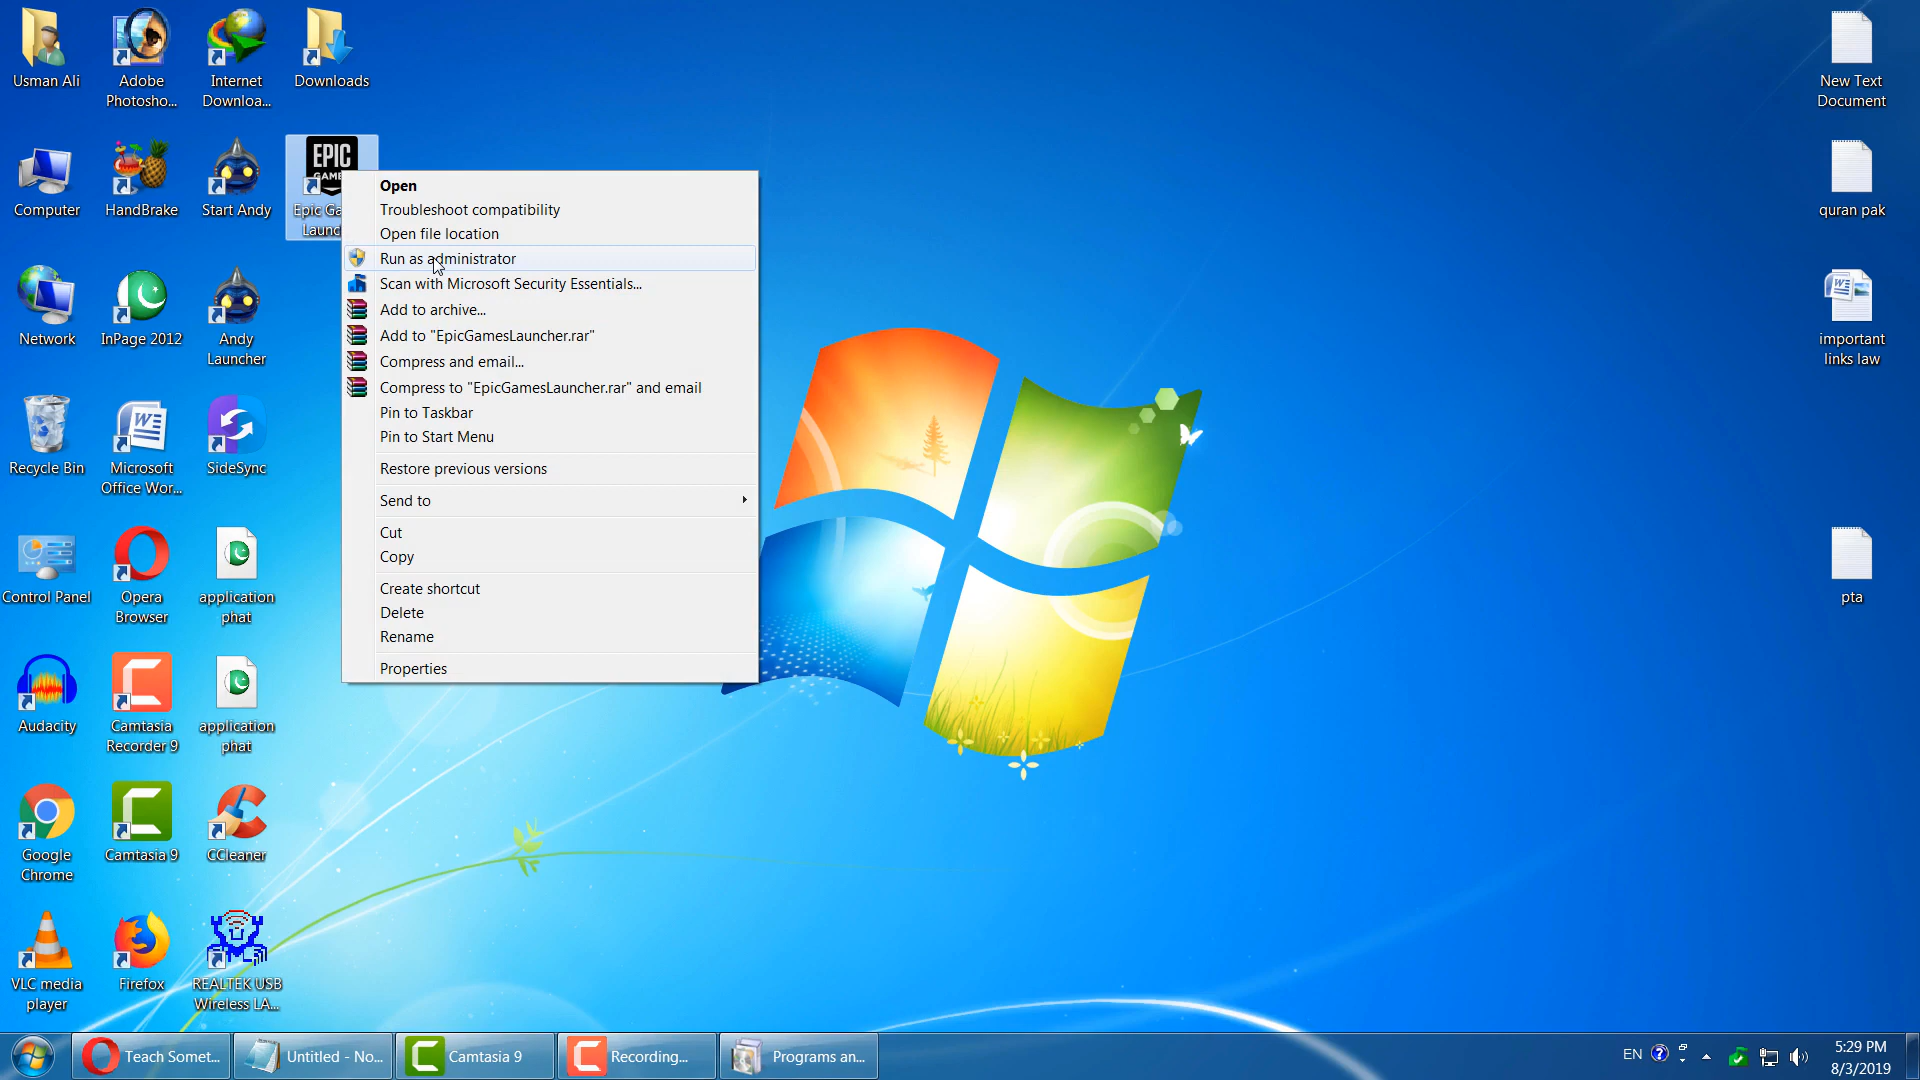 Usman Ali
Adobe
Photosho...
Internet
Downloa...
Downloads
Computer
HandBrake
Start Andy
EPIC
GAM
Epic Ga
Launc
Network
InPage 2012
Andy
Launcher
Recycle Bin
Microsoft
Office Wor...
SideSync
Control Panel
Opera
Browser
application
phat
Audacity
Camtasia
Recorder 9
application
phat
Google
Chrome
Camtasia 9
CCleaner
VLC media
player
Firefox
REALTEK USB
Wireless LA...
Open
Troubleshoot compatibility
Open file location
Run as administrator
Scan with Microsoft Security Essentials...
Add to archive...
Add to "EpicGamesLauncher.rar"
Compress and email...
Compress to "EpicGamesLauncher.rar" and email
Pin to Taskbar
Pin to Start Menu
Restore previous versions
Send to
Cut
Copy
Create shortcut
Delete
Rename
Properties
New Text
Document
quran pak
important
links law
pta
Teach Somet...
Untitled - No...
Camtasia 9
Recording...
Programs an...
EN
5:29 PM
8/3/2019